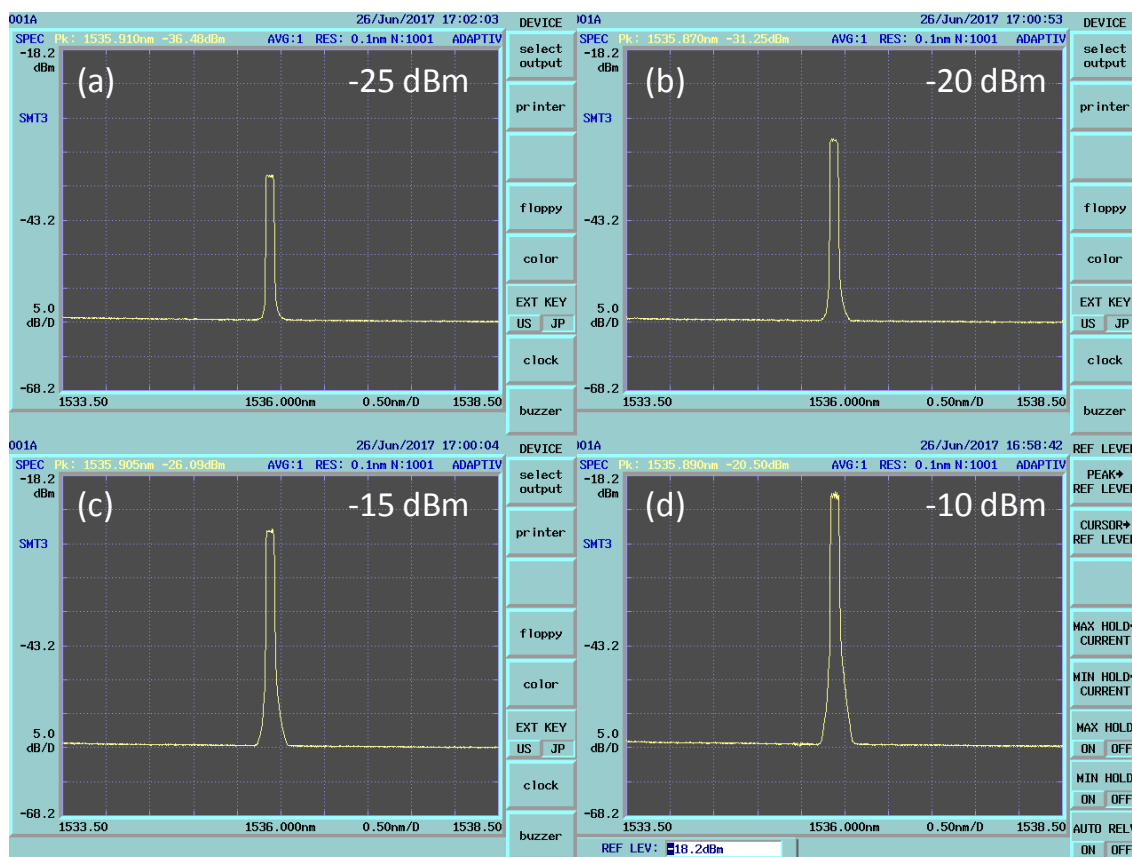 001A 26/Jun/2017 17:02:03 DEVICE
SPEC Pk: 1535.910nm -36.48dBm AVG:1 RES: 0.1nm N:1001 ADAPTIV
-18.2
dBm
(a) -25 dBm
SMT3
-43.2
5.0
dB/D
-68.2
1533.50 1536.000nm 0.50nm/D 1538.50
select
output
printer
floppy
color
EXT KEY
US JP
clock
buzzer
001A 26/Jun/2017 17:00:53 DEVICE
SPEC Pk: 1535.870nm -31.25dBm AVG:1 RES: 0.1nm N:1001 ADAPTIV
-18.2
dBm
(b) -20 dBm
SMT3
-43.2
5.0
dB/D
-68.2
1533.50 1536.000nm 0.50nm/D 1538.50
select
output
printer
floppy
color
EXT KEY
US JP
clock
buzzer
001A 26/Jun/2017 17:00:04 DEVICE
SPEC Pk: 1535.905nm -26.09dBm AVG:1 RES: 0.1nm N:1001 ADAPTIV
-18.2
dBm
(c) -15 dBm
SMT3
-43.2
5.0
dB/D
-68.2
1533.50 1536.000nm 0.50nm/D 1538.50
select
output
printer
floppy
color
EXT KEY
US JP
clock
buzzer
001A 26/Jun/2017 16:58:42 REF LEVEL
SPEC Pk: 1535.890nm -20.50dBm AVG:1 RES: 0.1nm N:1001 ADAPTIV
-18.2
dBm
(d) -10 dBm
SMT3
-43.2
5.0
dB/D
-68.2
1533.50 1536.000nm 0.50nm/D 1538.50
REF LEV: -18.2dBm
PEAK→
REF LEVEL
CURSOR→
REF LEVEL
MAX HOLD←
CURRENT
MIN HOLD←
CURRENT
MAX HOLD
ON OFF
MIN HOLD
ON OFF
AUTO RELV
ON OFF